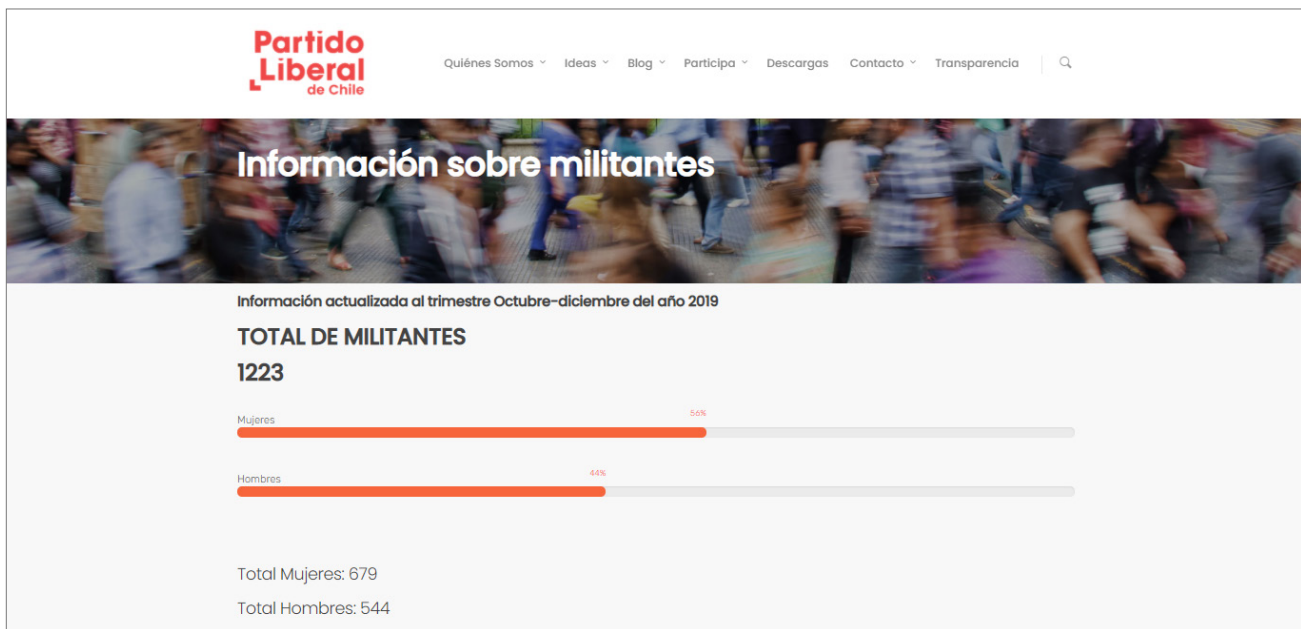 Partido
Liberal
de Chile
Quiénes Somos Ideas Blog Participa Descargas Contacto Transparencia
Información sobre militantes
Información actualizada al trimestre Octubre-diciembre del año 2019
TOTAL DE MILITANTES
1223
Mujeres 56%
Hombres 44%
Total Mujeres: 679
Total Hombres: 544